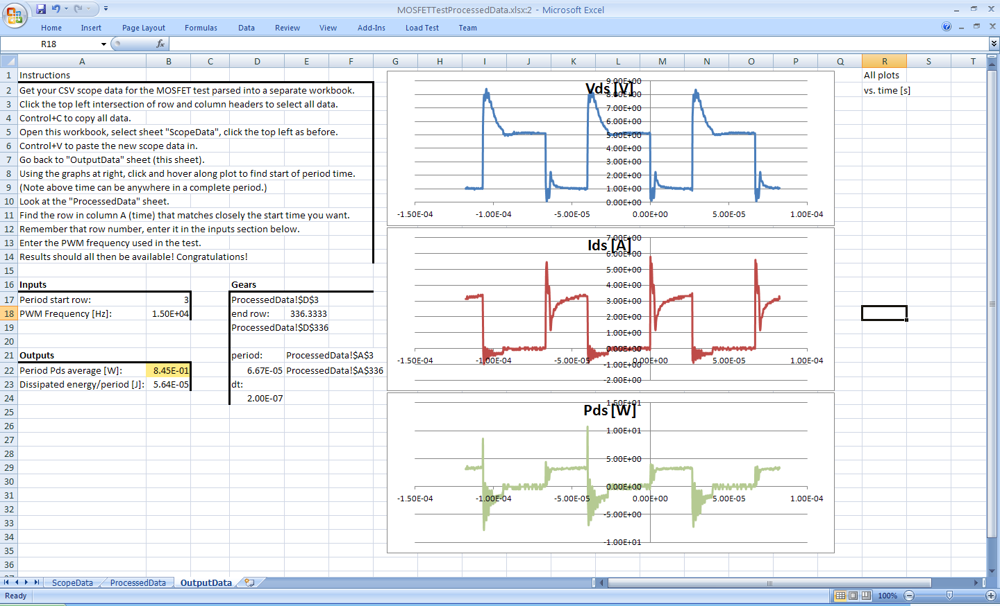 MOSFETTestProcessedData.xlsx:2 - Microsoft Excel
Home Insert Page Layout Formulas Data Review View Add-Ins Load Test Team
R18 fx
A B C D E F G H I J K L M N O P Q R S T
1 Instructions All plots
2 Get your CSV scope data for the MOSFET test parsed into a separate workbook. vs. time [s]
3 Click the top left intersection of row and column headers to select all data.
4 Control+C to copy all data.
5 Open this workbook, select sheet "ScopeData", click the top left as before.
6 Control+V to paste the new scope data in.
7 Go back to "OutputData" sheet (this sheet).
8 Using the graphs at right, click and hover along plot to find start of period time.
9 (Note above time can be anywhere in a complete period.)
10 Look at the "ProcessedData" sheet.
11 Find the row in column A (time) that matches closely the start time you want.
12 Remember that row number, enter it in the inputs section below.
13 Enter the PWM frequency used in the test.
14 Results should all then be available! Congratulations!
15
16 Inputs Gears
17 Period start row: 3 ProcessedData!$D$3
18 PWM Frequency [Hz]: 1.50E+04 end row: 336.3333
19 ProcessedData!$D$336
20
21 Outputs period: ProcessedData!$A$3
22 Period Pds average [W]: 8.45E-01 6.67E-05 ProcessedData!$A$336
23 Dissipated energy/period [J]: 5.64E-05 dt:
24 2.00E-07
25
26
27
28
29
30
31
32
33
34
35
36
37
Vds [V]
9.00E+00
8.00E+00
7.00E+00
6.00E+00
5.00E+00
4.00E+00
3.00E+00
2.00E+00
1.00E+00
0.00E+00
-1.50E-04 -1.00E-04 -5.00E-05 0.00E+00 5.00E-05 1.00E-04
Ids [A]
7.00E+00
6.00E+00
5.00E+00
4.00E+00
3.00E+00
2.00E+00
1.00E+00
0.00E+00
-1.50E-04 -1.00E-04 -5.00E-05 0.00E+00 5.00E-05 1.00E-04
-1.00E+00
-2.00E+00
Pds [W]
1.50E+01
1.00E+01
5.00E+00
0.00E+00
-1.50E-04 -1.00E-04 -5.00E-05 0.00E+00 5.00E-05 1.00E-04
-5.00E+00
-1.00E+01
ScopeData ProcessedData OutputData
Ready 100%